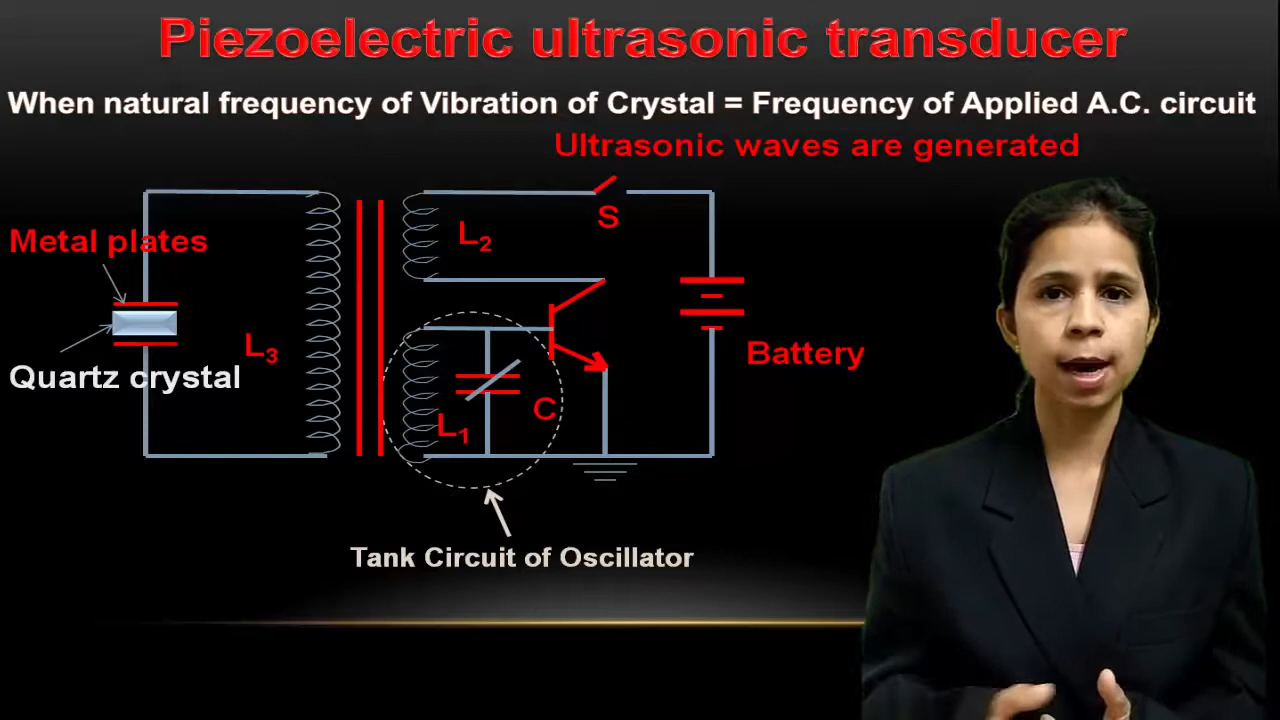 Piezoelectric ultrasonic transducer
When natural frequency of Vibration of Crystal = Frequency of Applied A.C. circuit
Ultrasonic waves are generated
S
L2
Metal plates
L3
Battery
Quartz crystal
C
L1
Tank Circuit of Oscillator